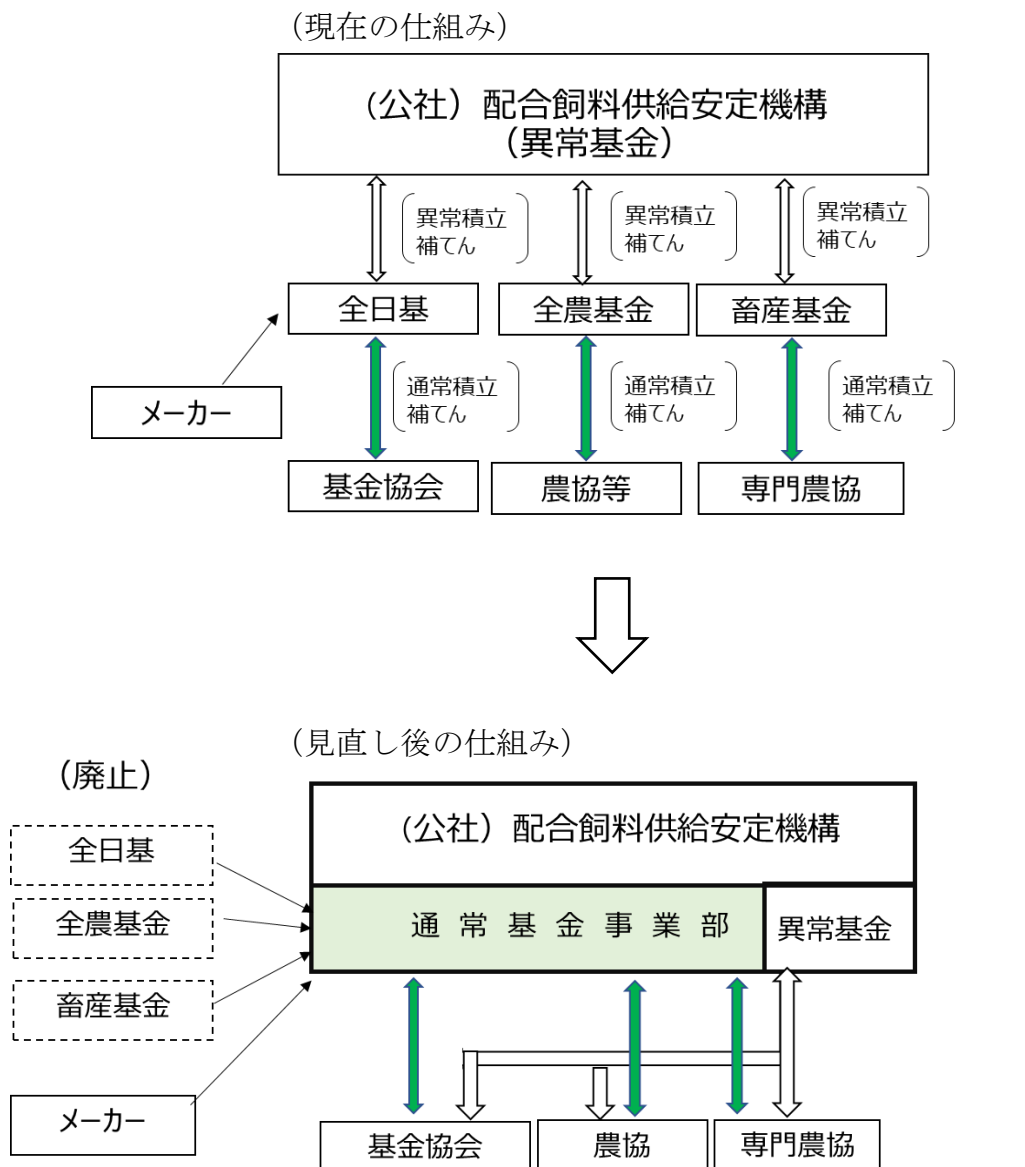 （現在の仕組み）
（公社）配合飼料供給安定機構
（異常基金）
異常積立
補てん
異常積立
補てん
異常積立
補てん
全日基
全農基金
畜産基金
メーカー
通常積立
補てん
通常積立
補てん
通常積立
補てん
基金協会
農協等
専門農協
（見直し後の仕組み）
（廃止）
全日基
全農基金
畜産基金
メーカー
（公社）配合飼料供給安定機構
通常基金事業部
異常基金
基金協会
農協
専門農協